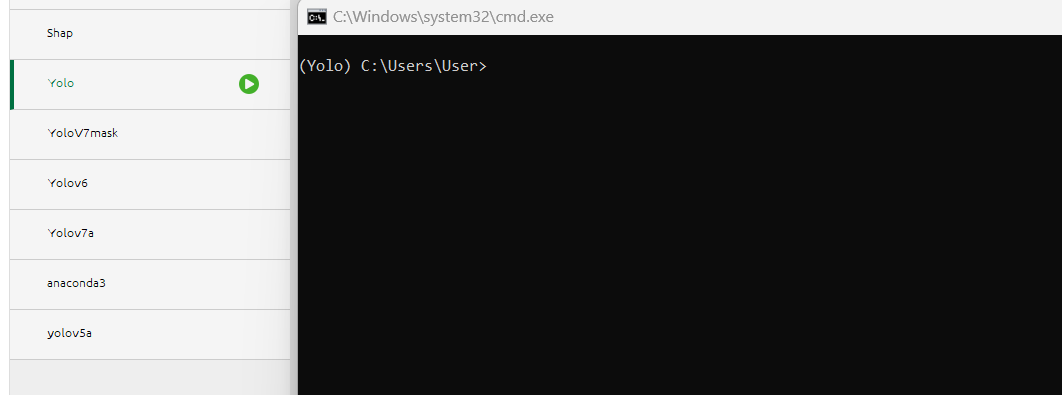 Shap
Yolo
YoloV7mask
Yolov6
Yolov7a
anaconda3
yolov5a
C:\Windows\system32\cmd.exe
(Yolo) C:\Users\User>